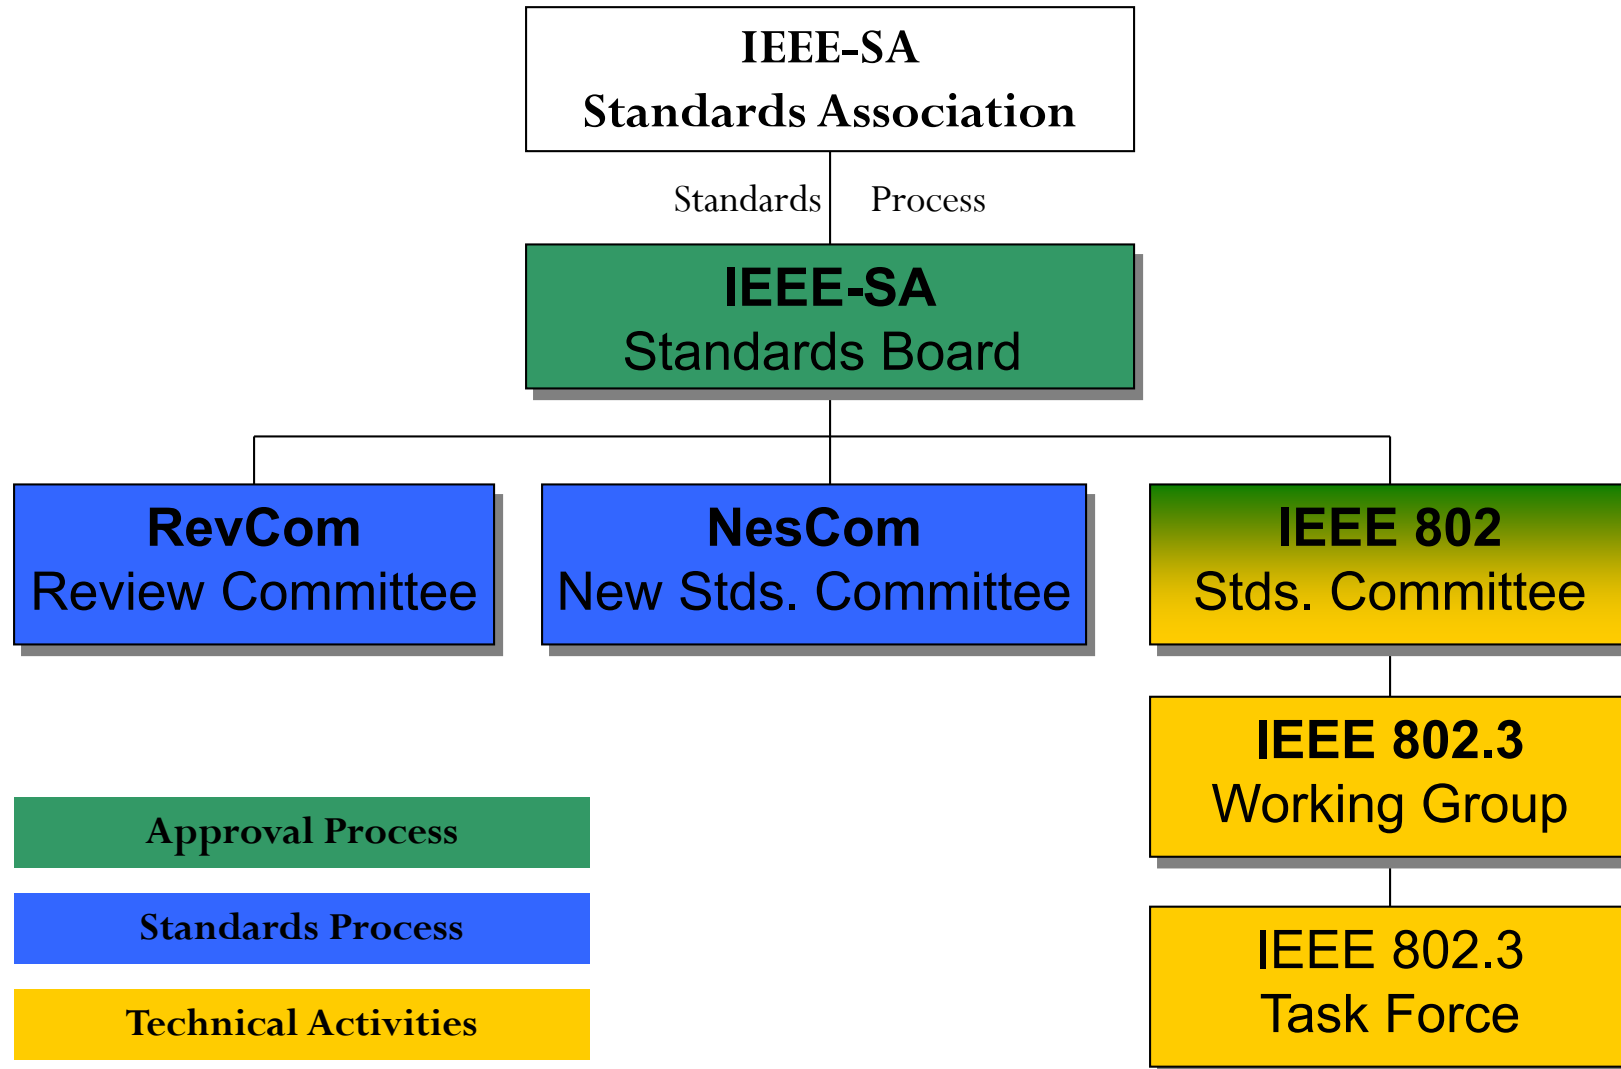 IEEE-SA
Standards Association
Standards Process
IEEE-SA
Standards Board
RevCom
Review Committee
NesCom
New Stds. Committee
IEEE 802
Stds. Committee
IEEE 802.3
Working Group
IEEE 802.3
Task Force
Approval Process
Standards Process
Technical Activities